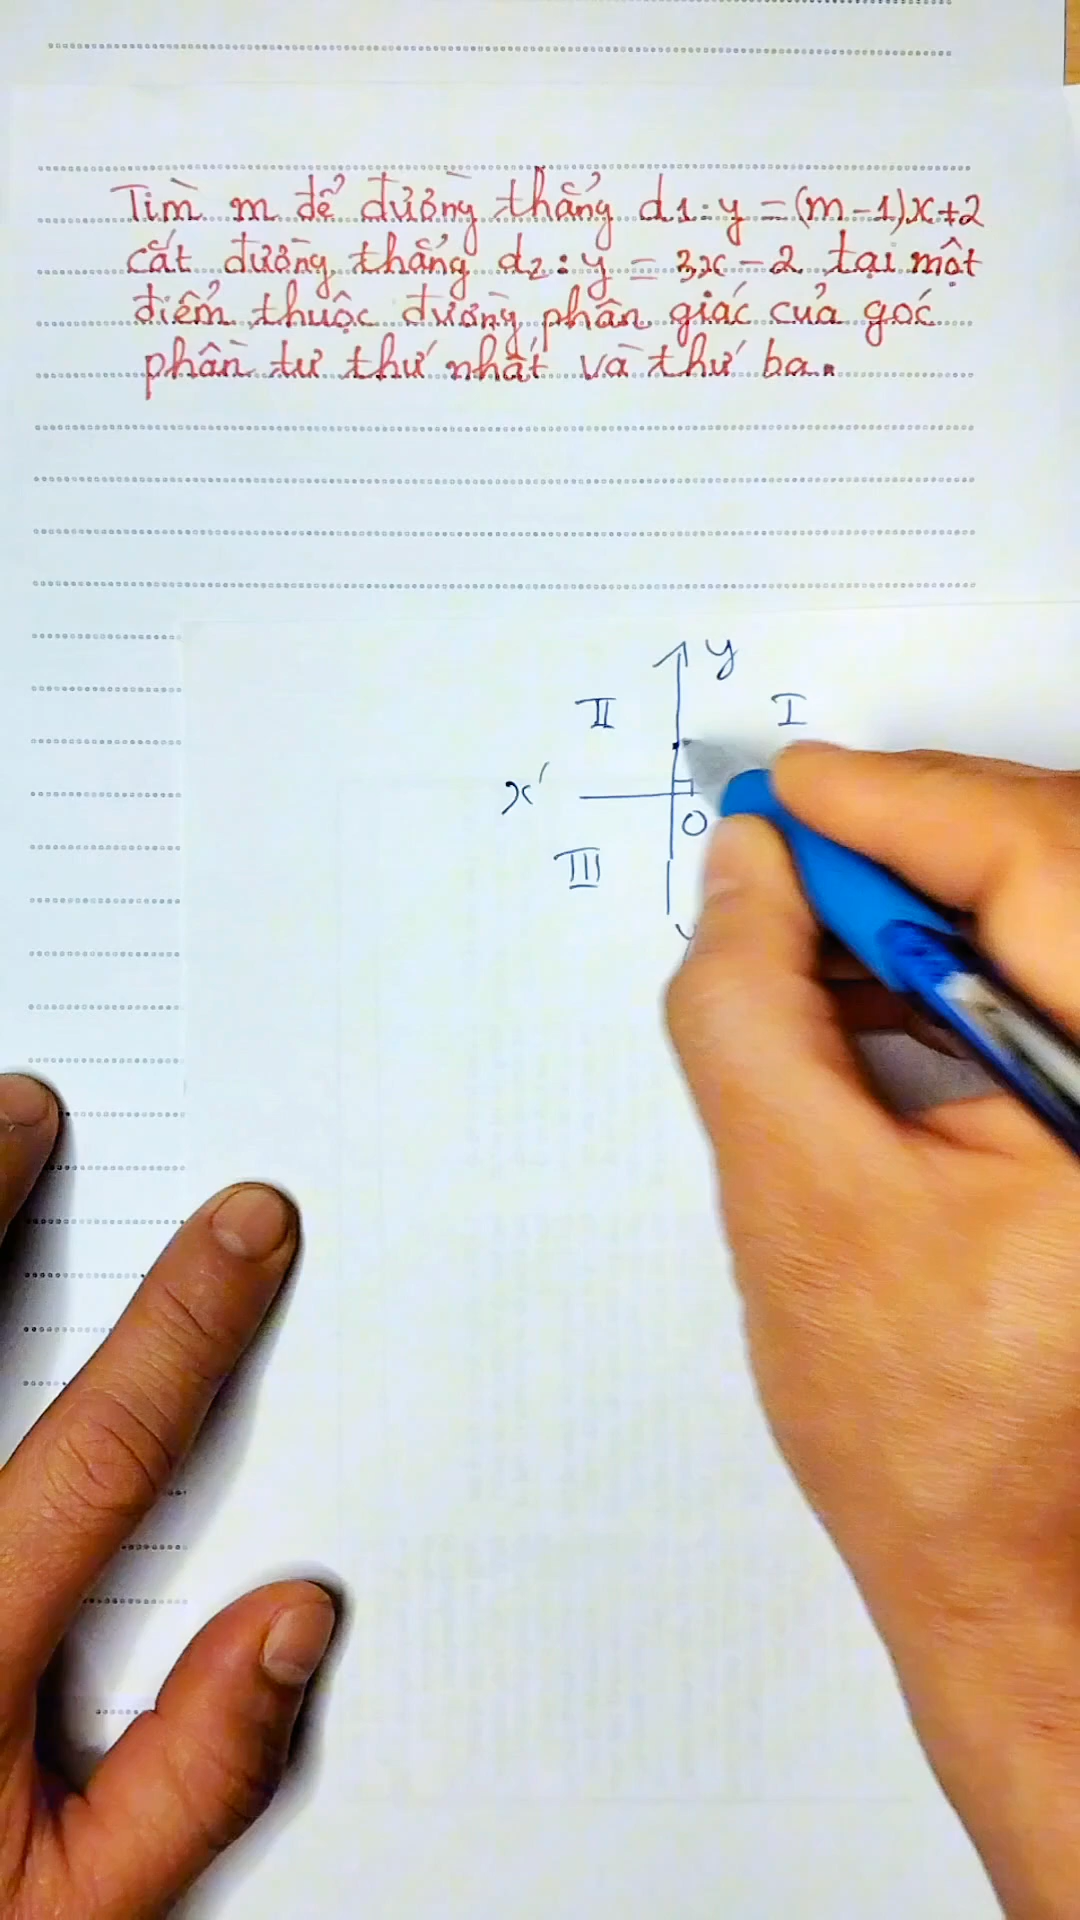 Tìm m để đường thẳng d1: y = (m-1)x+2
cắt đường thẳng d2: y = 3x-2 tại một
điểm thuộc đường phân giác của góc
phần tư thứ nhất và thứ ba.
y
II I
x'
O
III